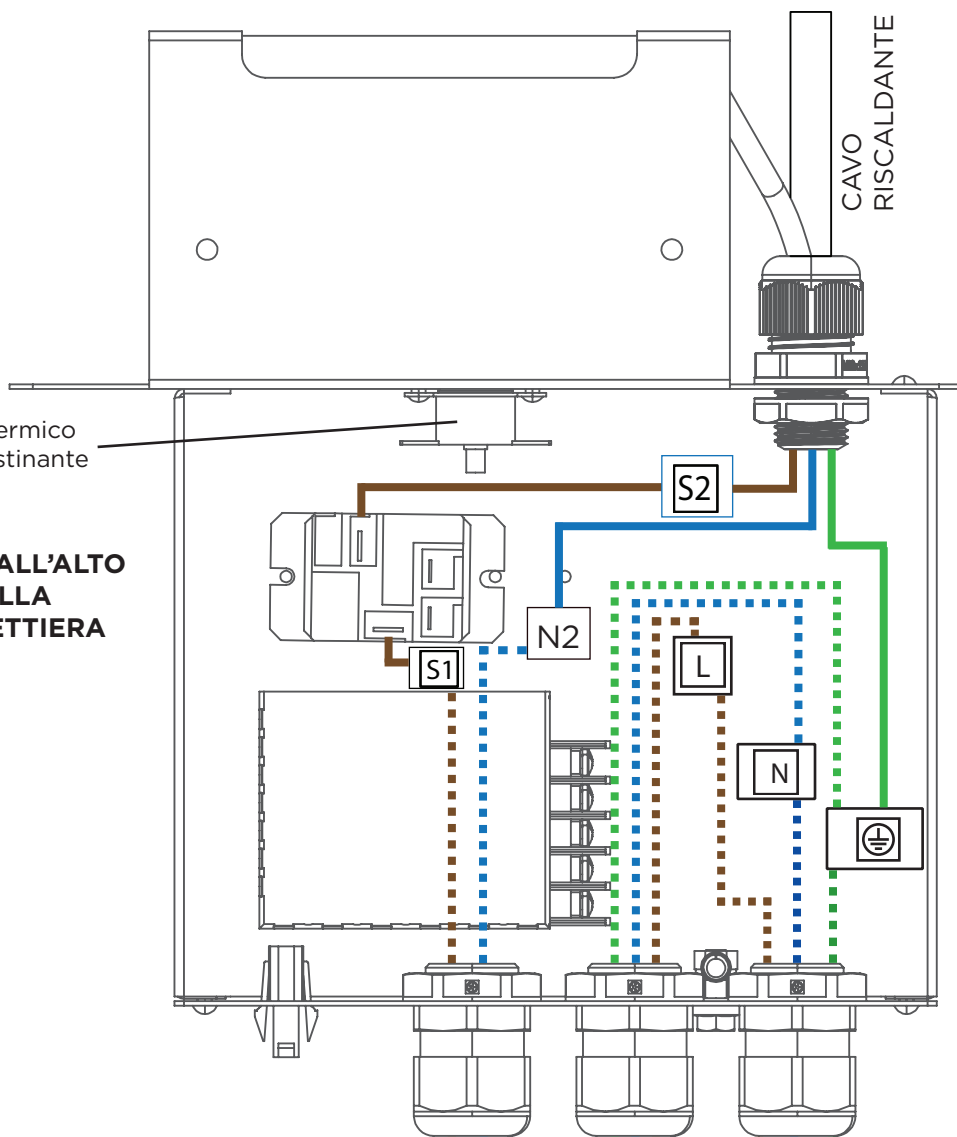 CAVO
RISCALDANTE
ermico
stinante
S2
ALL’ALTO
LLA
ETTIERA
N2
S1
L
N